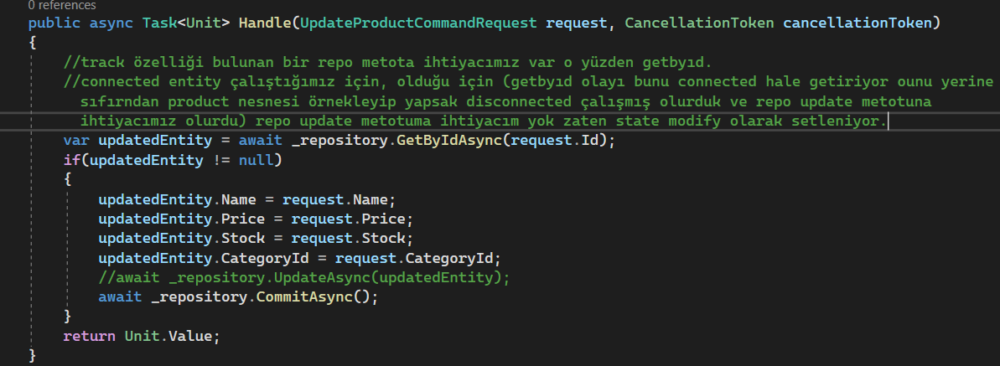 0 references
public async Task<Unit> Handle(UpdateProductCommandRequest request, CancellationToken cancellationToken)
{
//track özelliği bulunan bir repo metota ihtiyacımız var o yüzden getbyıd.
//connected entity çalıştığımız için, olduğu için (getbyıd olayı bunu connected hale getiriyor ounu yerine
sıfırndan product nesnesi örnekleyip yapsak disconnected çalışmış olurduk ve repo update metotuna
ihtiyacımız olurdu) repo update metotuma ihtiyacım yok zaten state modify olarak setleniyor.
var updatedEntity = await _repository.GetByIdAsync(request.Id);
if(updatedEntity != null)
{
updatedEntity.Name = request.Name;
updatedEntity.Price = request.Price;
updatedEntity.Stock = request.Stock;
updatedEntity.CategoryId = request.CategoryId;
//await _repository.UpdateAsync(updatedEntity);
await _repository.CommitAsync();
}
return Unit.Value;
}